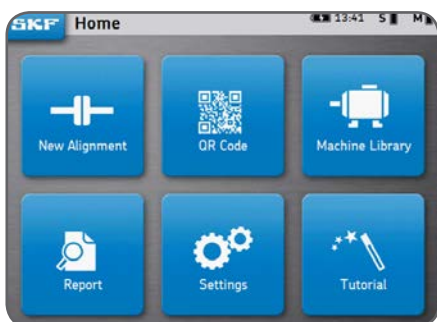 SKF Home 13:41 S M
New Alignment QR Code Machine Library
Report Settings Tutorial